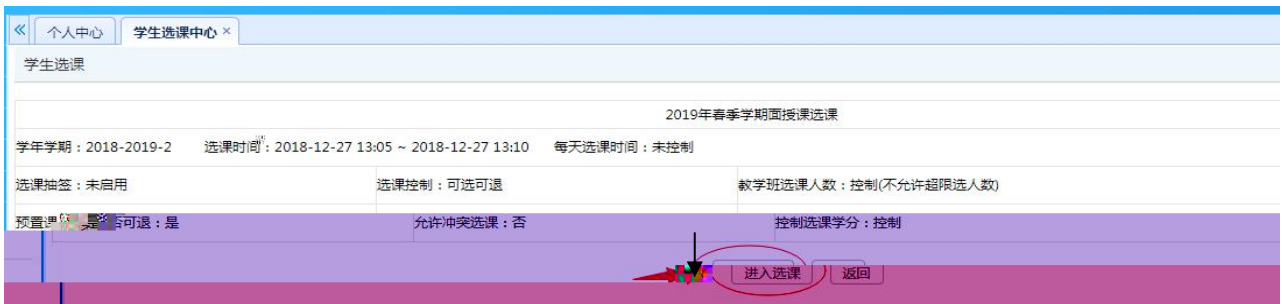 个人中心 学生选课中心 ×
学生选课
2019年春季学期面授课选课
学年学期：2018-2019-2 选课时间：2018-12-27 13:05 ~ 2018-12-27 13:10 每天选课时间：未控制
选课抽签：未启用 选课控制：可选可退 教学班选课人数：控制(不允许超限选人数)
预置课 是否可退：是 允许冲突选课：否 控制选课学分：控制
进入选课 返回